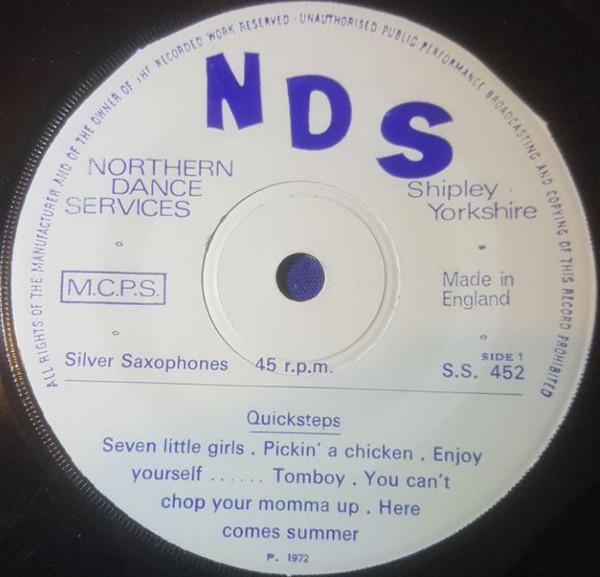 ALL RIGHTS OF THE MANUFACTURER AND OF THE OWNER OF THE RECORDED WORK RESERVED · UNAUTHORISED PUBLIC PERFORMANCE BROADCASTING AND COPYING OF THIS RECORD PROHIBITED
NDS
NORTHERN
DANCE
SERVICES
Shipley
Yorkshire
M.C.P.S.
Made in
England
SIDE 1
Silver Saxophones 45 r.p.m. S.S. 452
Quicksteps
Seven little girls . Pickin' a chicken . Enjoy
yourself ...... Tomboy . You can't
chop your momma up . Here
comes summer
P. 1972